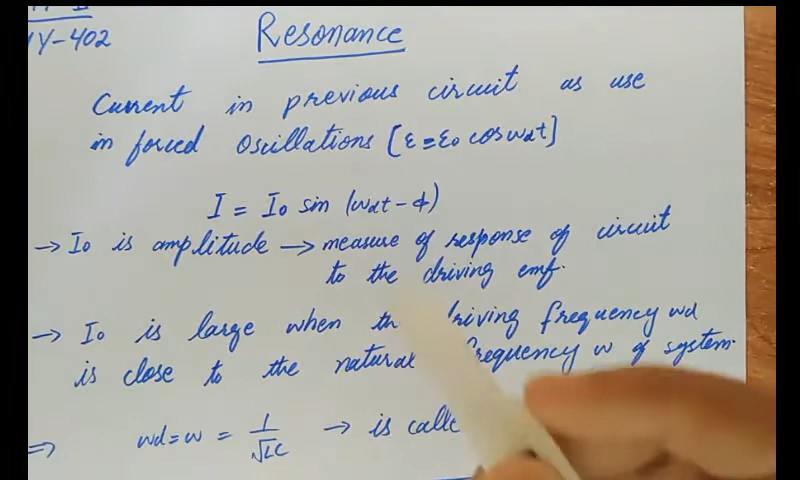 Y-402
Resonance
Current in previous circuit as use
in forced oscillations [ε=ε₀ cosωdt]
I = I₀ sin (ωdt-ϕ)
→ I₀ is amplitude → measure of response of circuit
to the driving emf.
→ I₀ is large when th driving frequency ωd
is close to the natural frequency ω of system.
⇒ ωd=ω = 1/√LC → is calle